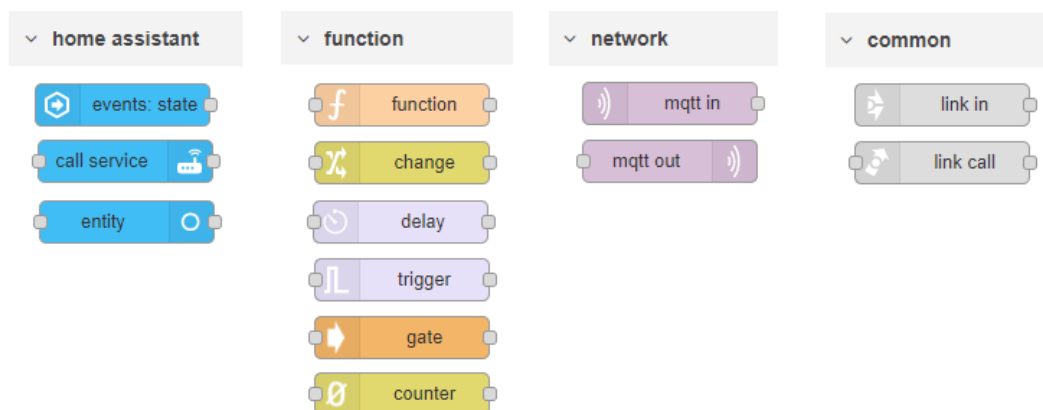 home assistant
events: state
call service
entity
function
function
change
delay
trigger
gate
counter
network
mqtt in
mqtt out
common
link in
link call